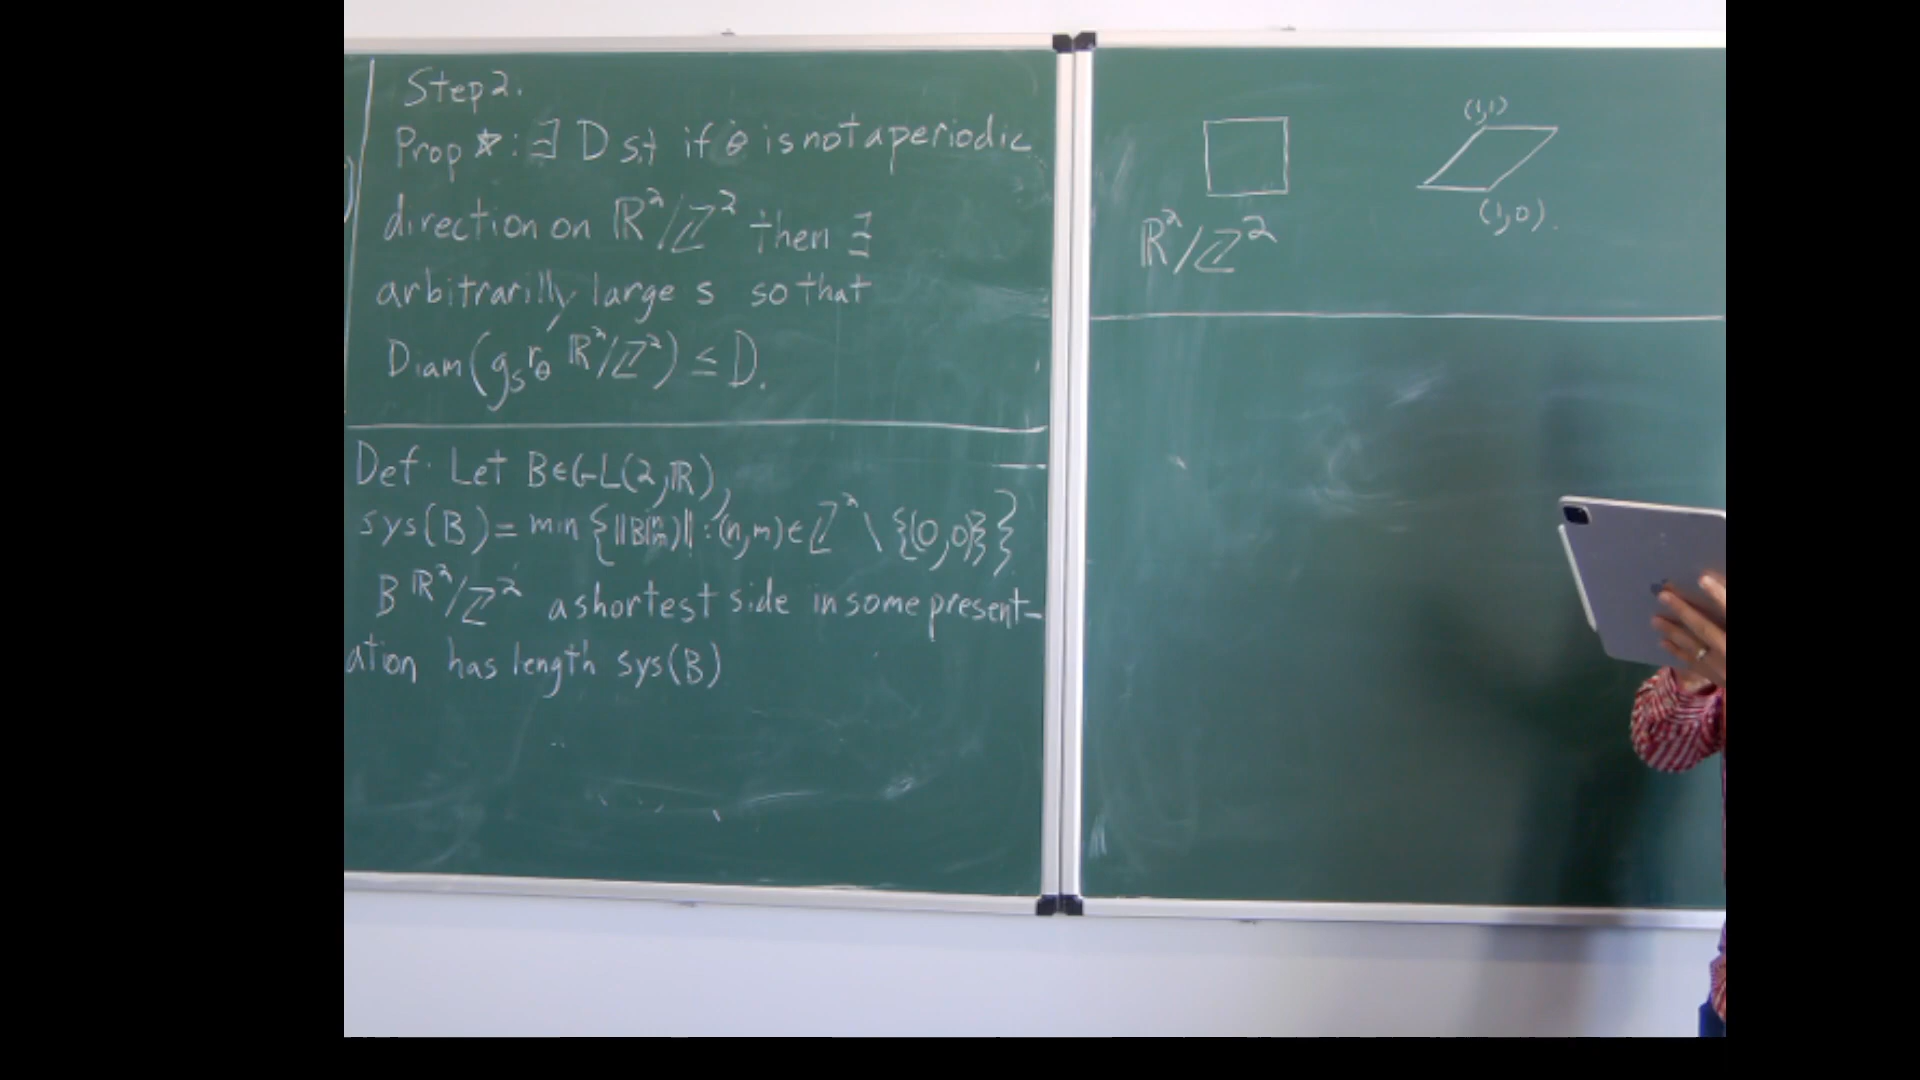 Step 2.
Prop ☆: ∃ D s.t if θ is not a periodic
direction on ℝ²/ℤ² then ∃
arbitrarilly large s so that
Diam(g_s r_θ ℝ²/ℤ²) ≤ D.
Def. Let B∈GL(2,ℝ),
sys(B) = min {||B(n m)|| : (n,m) ∈ ℤ² \ {(0,0)}}
B ℝ²/ℤ² a shortest side in some present-
ation has length sys(B)
(1,1)
(1,0).
ℝ²/ℤ²